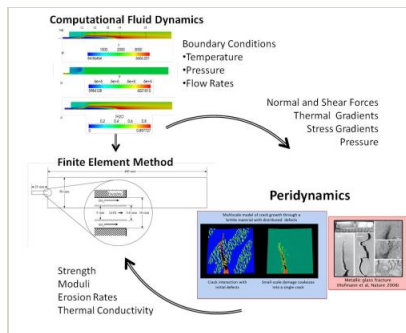 Computational Fluid Dynamics
Boundary Conditions
•Temperature
•Pressure
•Flow Rates
Normal and Shear Forces
Thermal Gradients
Stress Gradients
Pressure
Finite Element Method
Peridynamics
Multiscale model of crack growth through a
brittle material with distributed defects
Crack interaction with
initial defects
Small-scale damage coalesces
into a single crack
Metallic glass fracture
(Hofmann et al, Nature 2008)
Strength
Moduli
Erosion Rates
Thermal Conductivity